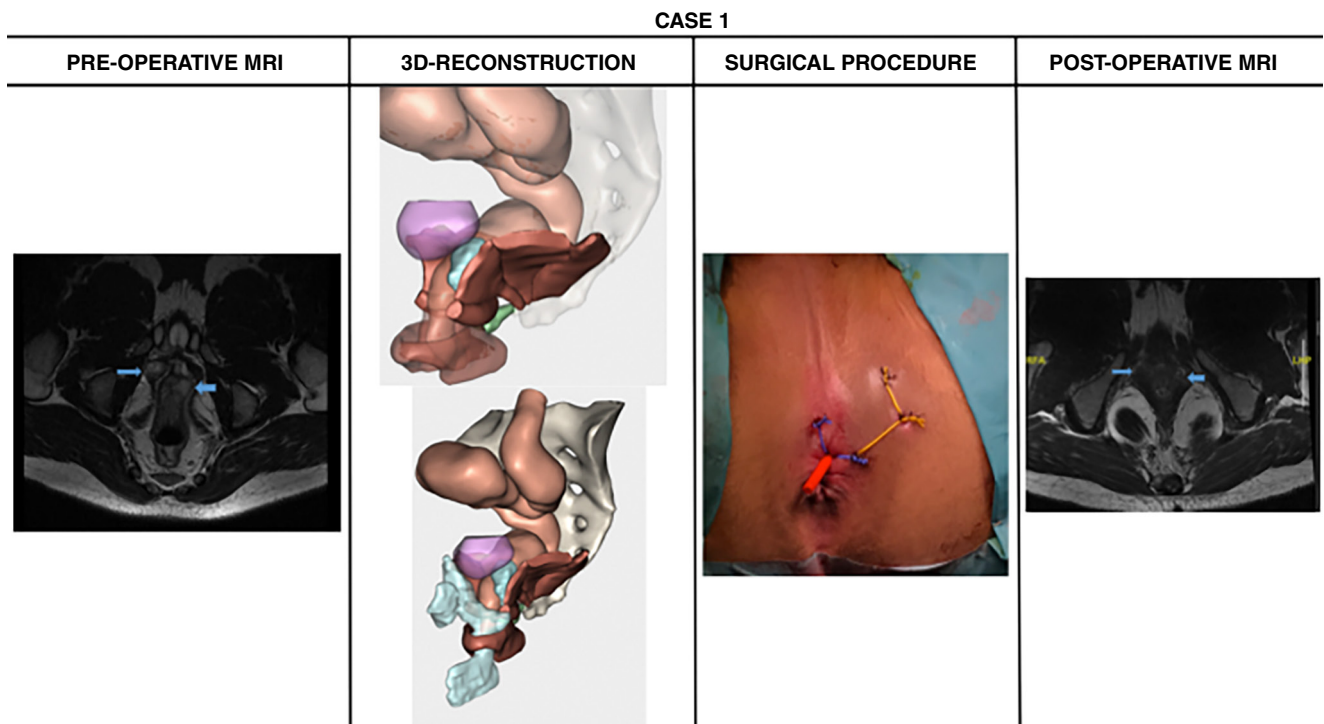 CASE 1
PRE-OPERATIVE MRI
3D-RECONSTRUCTION
SURGICAL PROCEDURE
POST-OPERATIVE MRI